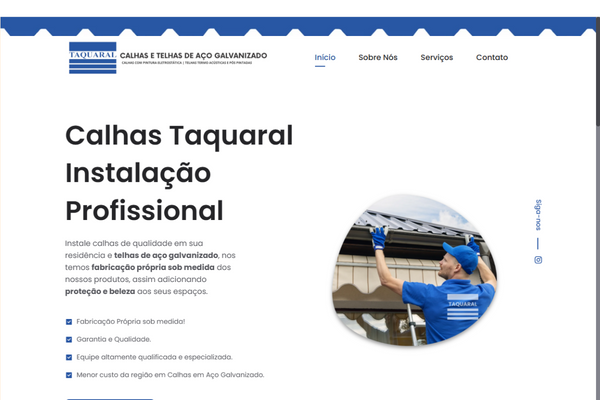 TAQUARAL
CALHAS E TELHAS DE AÇO GALVANIZADO
CALHAS COM PINTURA ELETROSTÁTICA | TELHAS TERMO ACÚSTICAS E PÓS PINTADAS
Início
Sobre Nós
Serviços
Contato
Calhas Taquaral
Instalação
Profissional
Instale calhas de qualidade em sua
residência e telhas de aço galvanizado, nos
temos fabricação própria sob medida dos
nossos produtos, assim adicionando
proteção e beleza aos seus espaços.
Fabricação Própria sob medida!
Garantia e Qualidade.
Equipe altamente qualificada e especializada.
Menor custo da região em Calhas em Aço Galvanizado.
TAQUARAL
Siga-nos